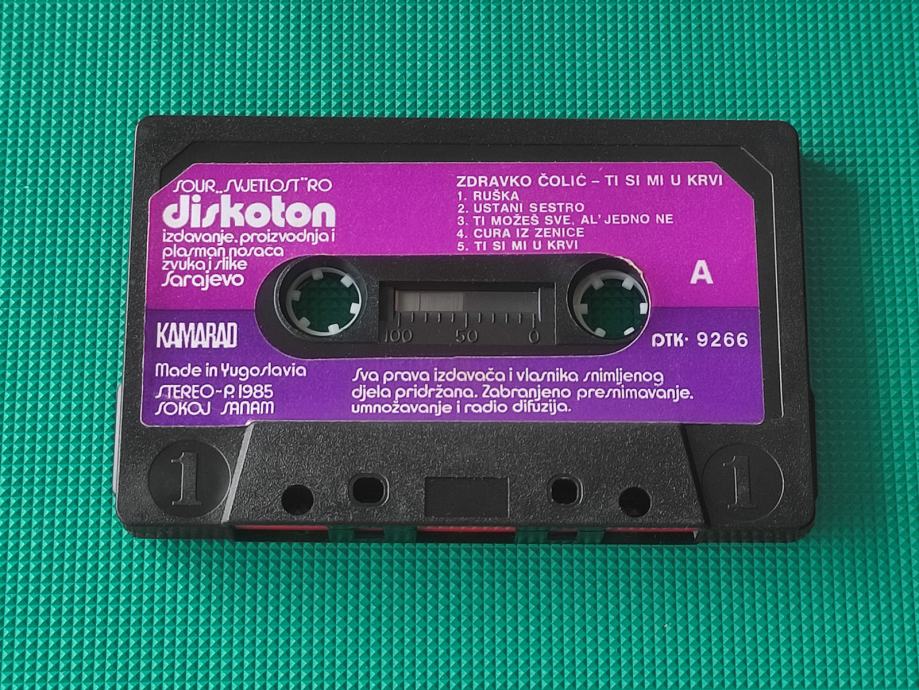 SOUR „SVJETLOST" RO
diskoton
izdavanje, proizvodnja i
plasman nosača
zvuka i slike
Sarajevo
ZDRAVKO ČOLIĆ – TI SI MI U KRVI
1. RUŠKA
2. USTANI SESTRO
3. TI MOŽEŠ SVE, AL' JEDNO NE
4. CURA IZ ZENICE
5. TI SI MI U KRVI
A
100 50 0
KAMARAD
DTK· 9266
Made in Yugoslavia
STEREO-P. 1985
SOKOJ SANAM
Sva prava izdavača i vlasnika snimljenog
djela pridržana. Zabranjeno presnimavanje,
umnožavanje i radio difuzija.
1
1